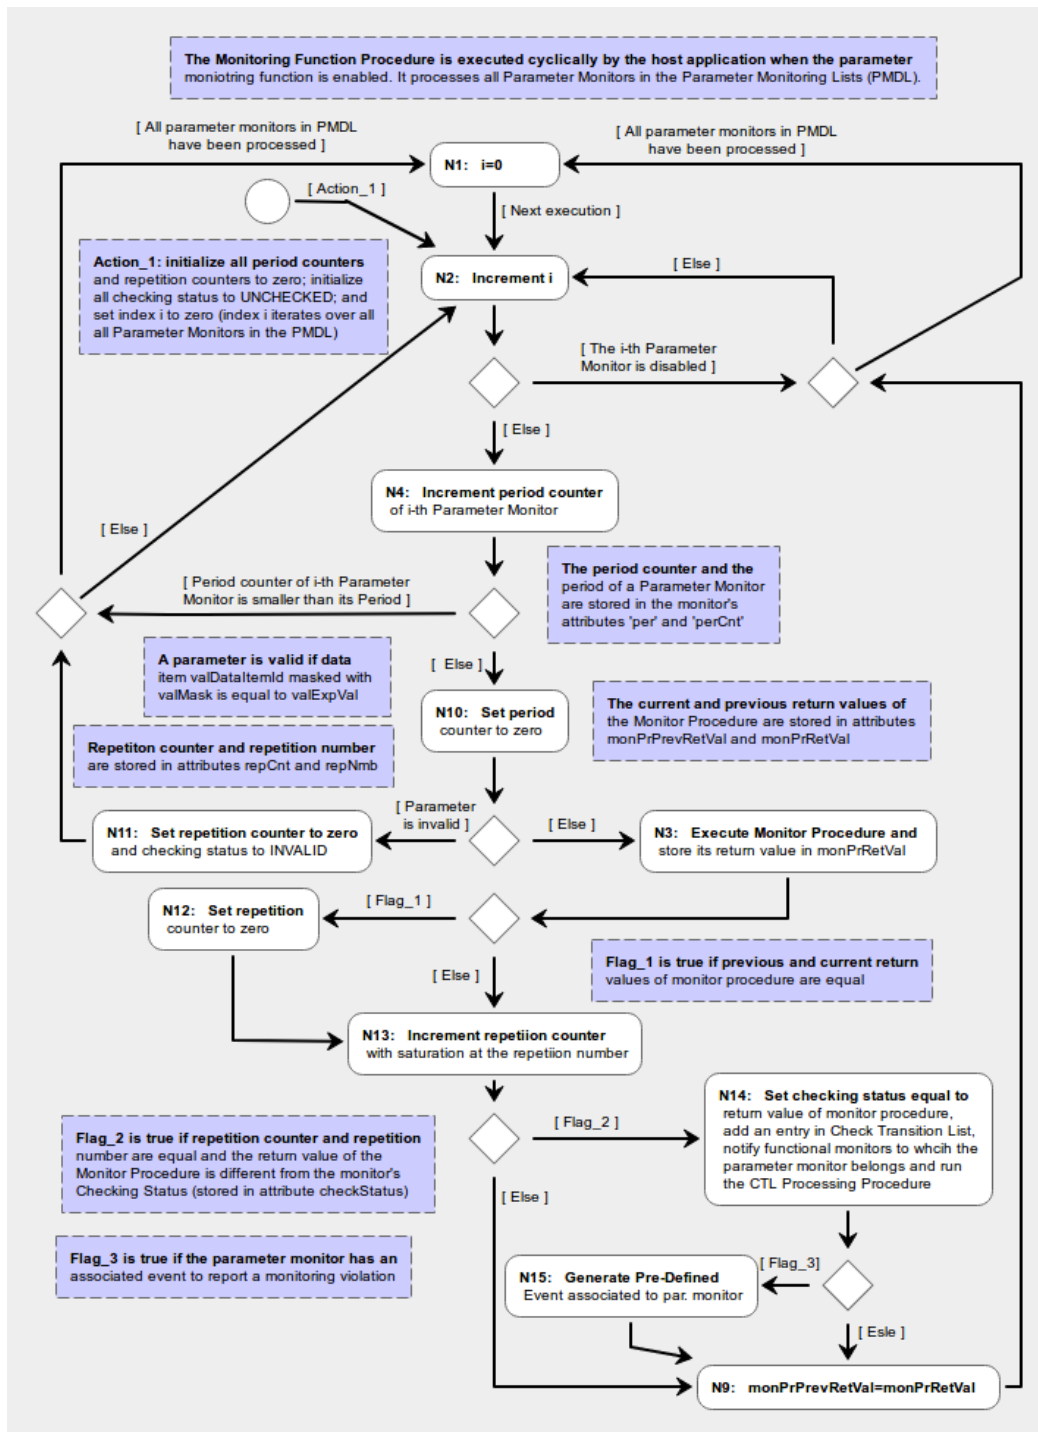 The Monitoring Function Procedure is executed cyclically by the host application when the parameter
moniotring function is enabled. It processes all Parameter Monitors in the Parameter Monitoring Lists (PMDL).
[ All parameter monitors in PMDL
have been processed ]
[ All parameter monitors in PMDL
have been processed ]
N1: i=0
[ Action_1 ]
[ Next execution ]
Action_1: initialize all period counters
and repetition counters to zero; initialize
all checking status to UNCHECKED; and
set index i to zero (index i iterates over all
all Parameter Monitors in the PMDL)
N2: Increment i
[ Else ]
[ The i-th Parameter
Monitor is disabled ]
[ Else ]
N4: Increment period counter
of i-th Parameter Monitor
[ Else ]
The period counter and the
period of a Parameter Monitor
are stored in the monitor's
attributes 'per' and 'perCnt'
[ Period counter of i-th Parameter
Monitor is smaller than its Period ]
A parameter is valid if data
item valDataItemId masked with
valMask is equal to valExpVal
[ Else ]
N10: Set period
counter to zero
The current and previous return values of
the Monitor Procedure are stored in attributes
monPrPrevRetVal and monPrRetVal
Repetiton counter and repetition number
are stored in attributes repCnt and repNmb
[ Parameter
is invalid ]
[ Else ]
N11: Set repetition counter to zero
and checking status to INVALID
N3: Execute Monitor Procedure and
store its return value in monPrRetVal
N12: Set repetition
counter to zero
[ Flag_1 ]
Flag_1 is true if previous and current return
values of monitor procedure are equal
[ Else ]
N13: Increment repetiion counter
with saturation at the repetiion number
N14: Set checking status equal to
return value of monitor procedure,
add an entry in Check Transition List,
notify functional monitors to whcih the
parameter monitor belongs and run
the CTL Processing Procedure
[ Flag_2 ]
Flag_2 is true if repetition counter and repetition
number are equal and the return value of the
Monitor Procedure is different from the monitor's
Checking Status (stored in attribute checkStatus)
[ Else ]
Flag_3 is true if the parameter monitor has an
associated event to report a monitoring violation
[ Flag_3]
N15: Generate Pre-Defined
Event associated to par. monitor
[ Esle ]
N9: monPrPrevRetVal=monPrRetVal